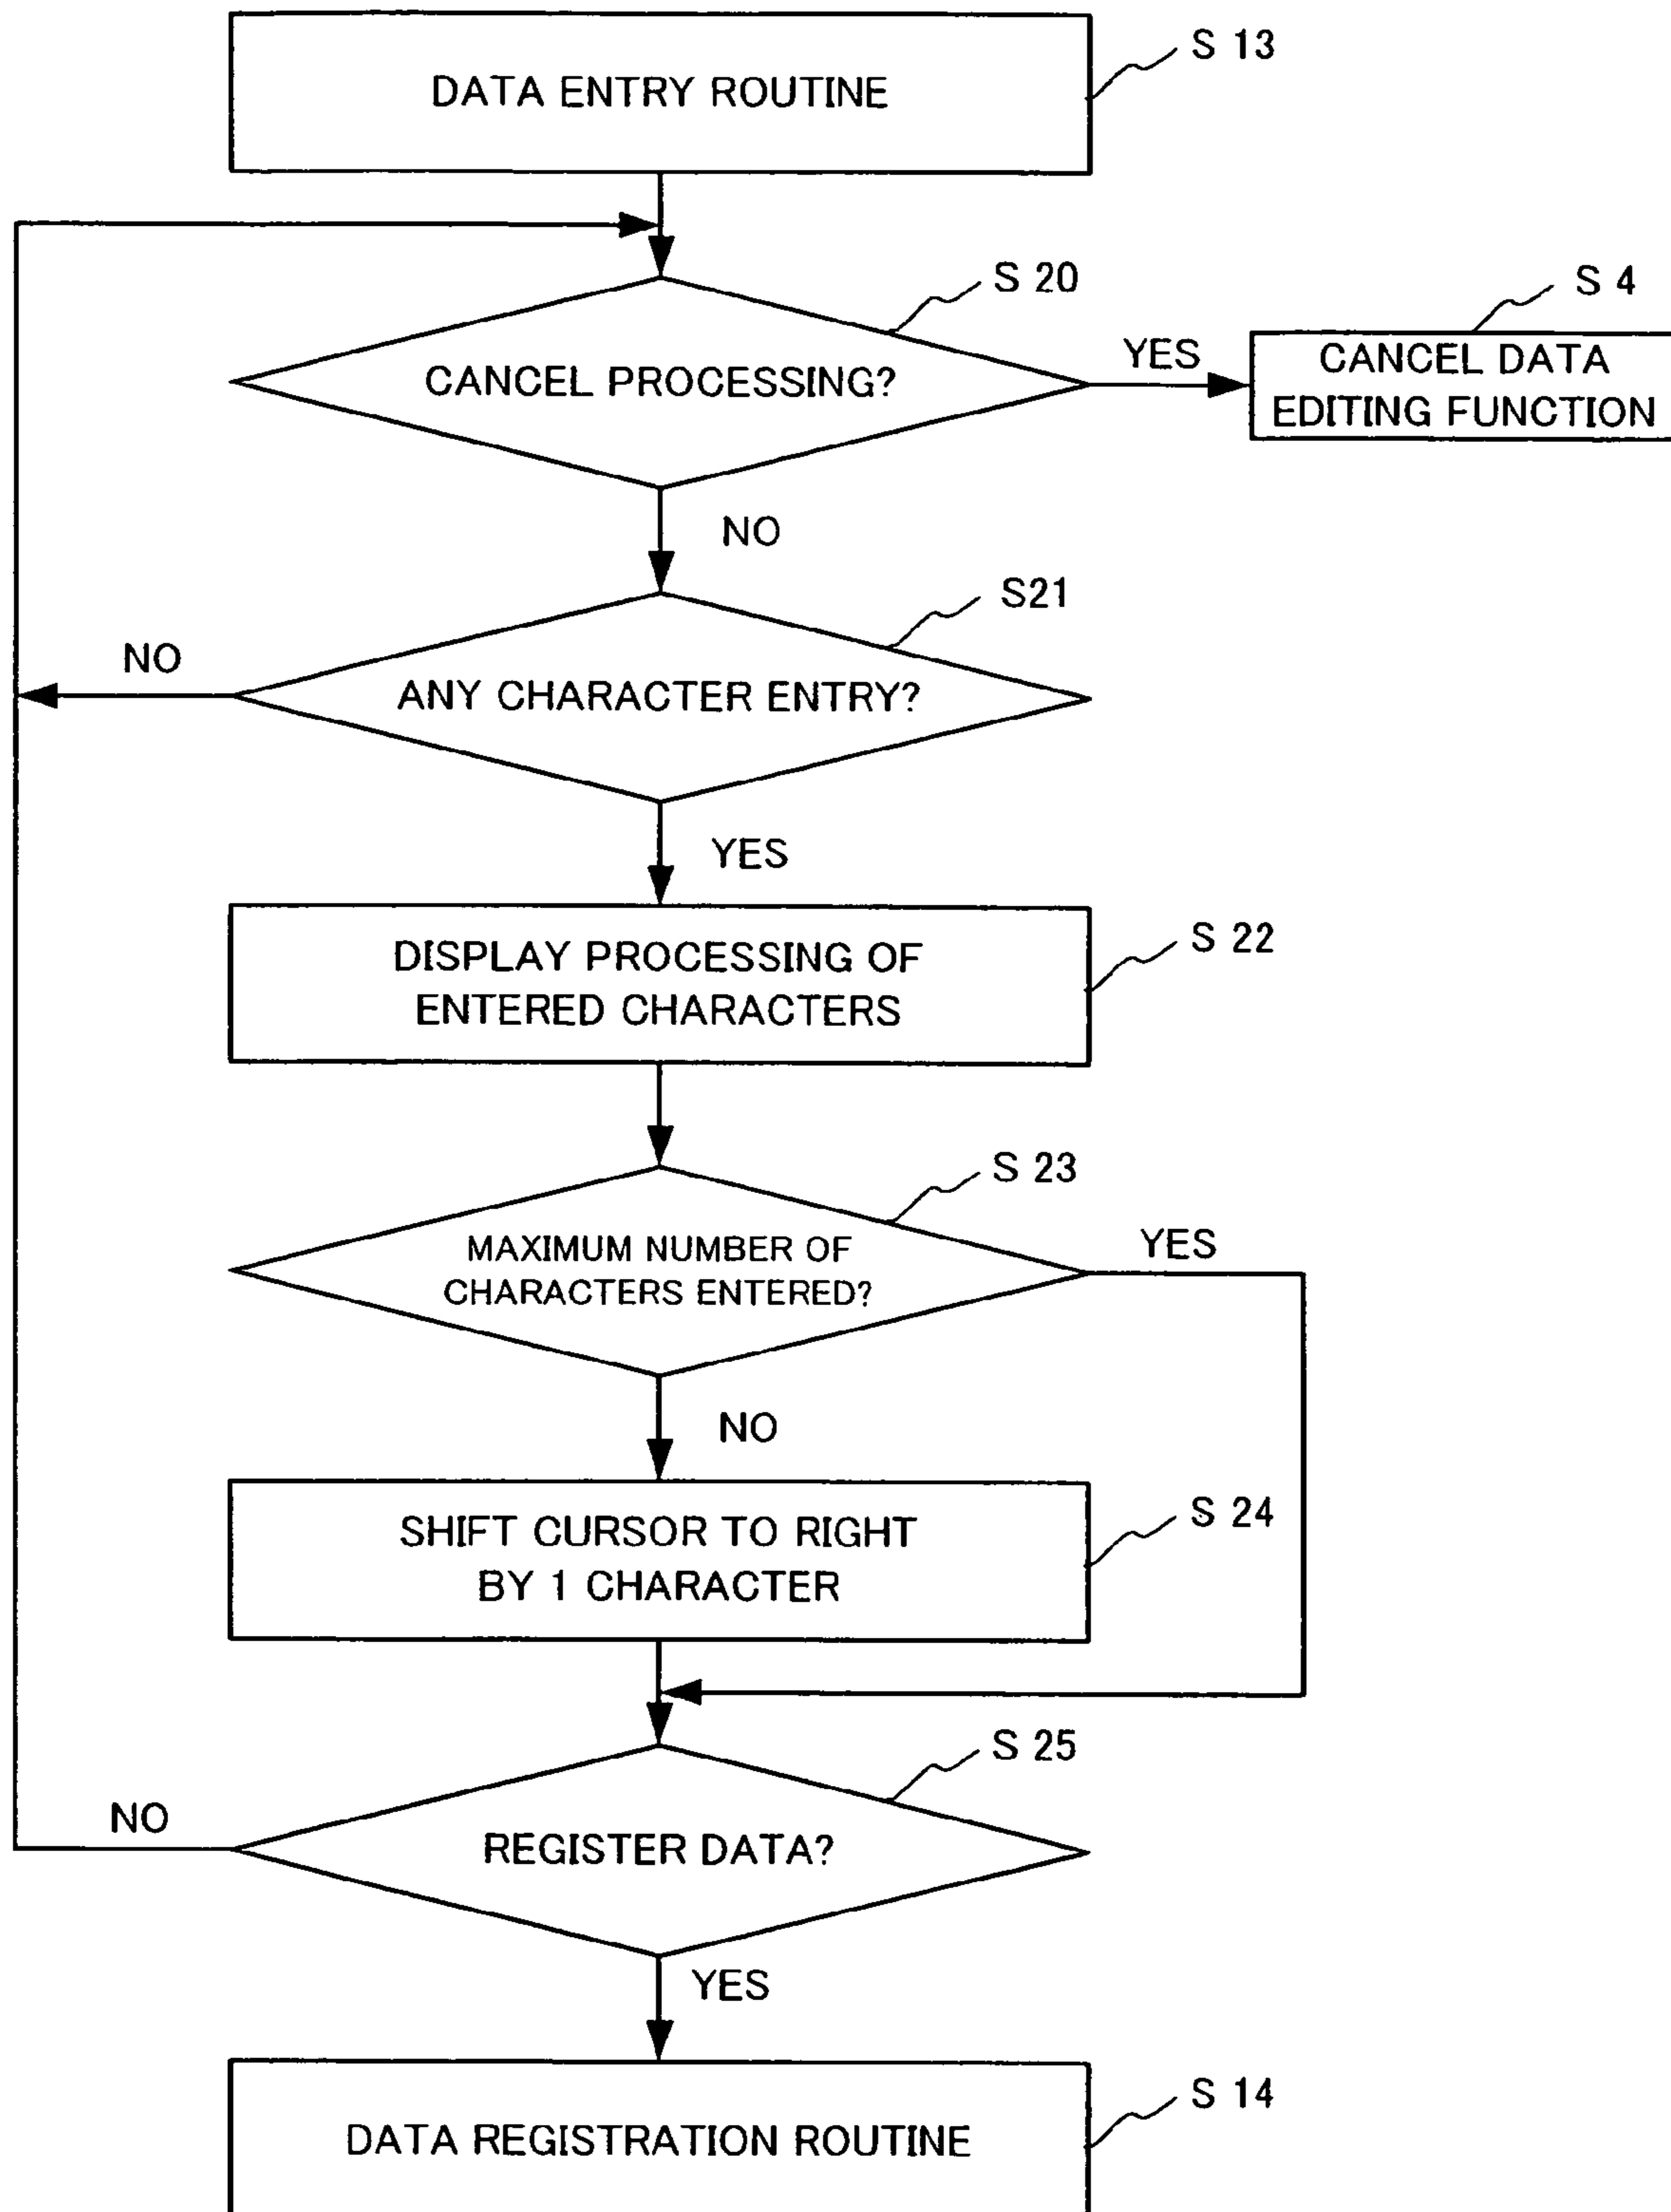 S 13
DATA ENTRY ROUTINE
S 20
S 4
CANCEL PROCESSING?
YES
CANCEL DATA
EDITING FUNCTION
NO
S21
NO
ANY CHARACTER ENTRY?
YES
S 22
DISPLAY PROCESSING OF
ENTERED CHARACTERS
S 23
YES
MAXIMUM NUMBER OF
CHARACTERS ENTERED?
NO
S 24
SHIFT CURSOR TO RIGHT
BY 1 CHARACTER
S 25
NO
REGISTER DATA?
YES
S 14
DATA REGISTRATION ROUTINE